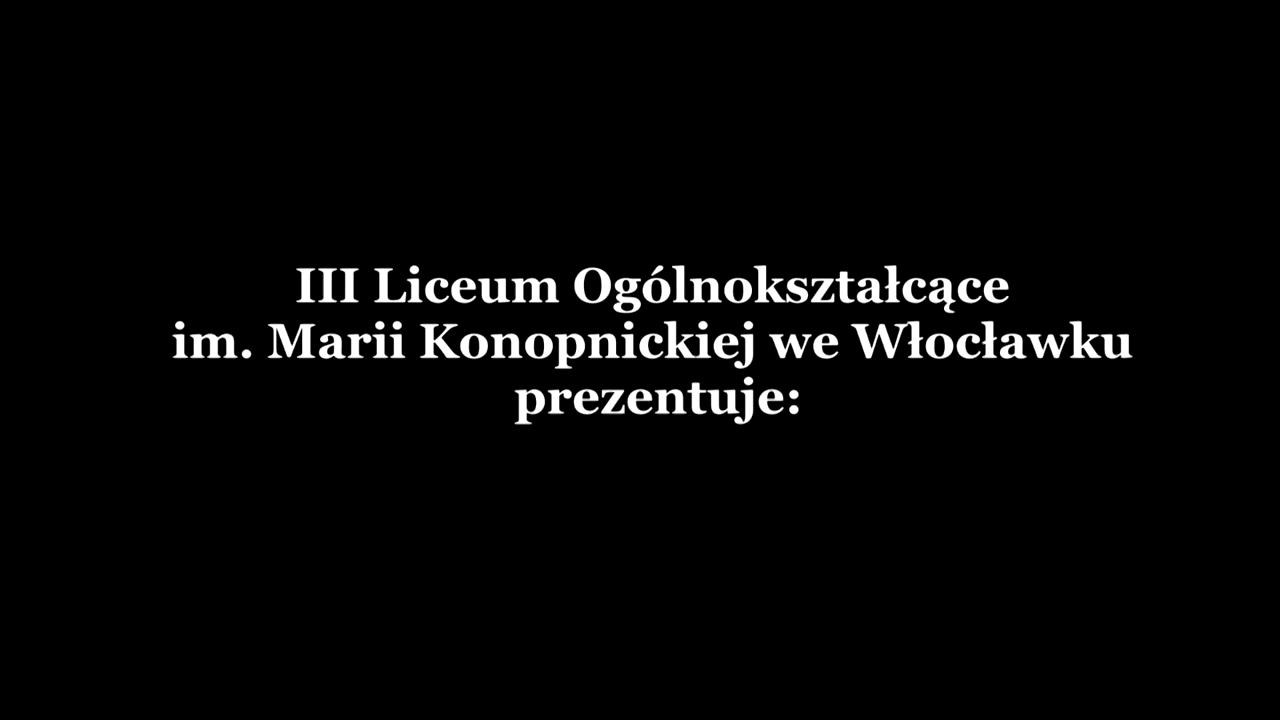 III Liceum Ogólnokształcące
im. Marii Konopnickiej we Włocławku
prezentuje: